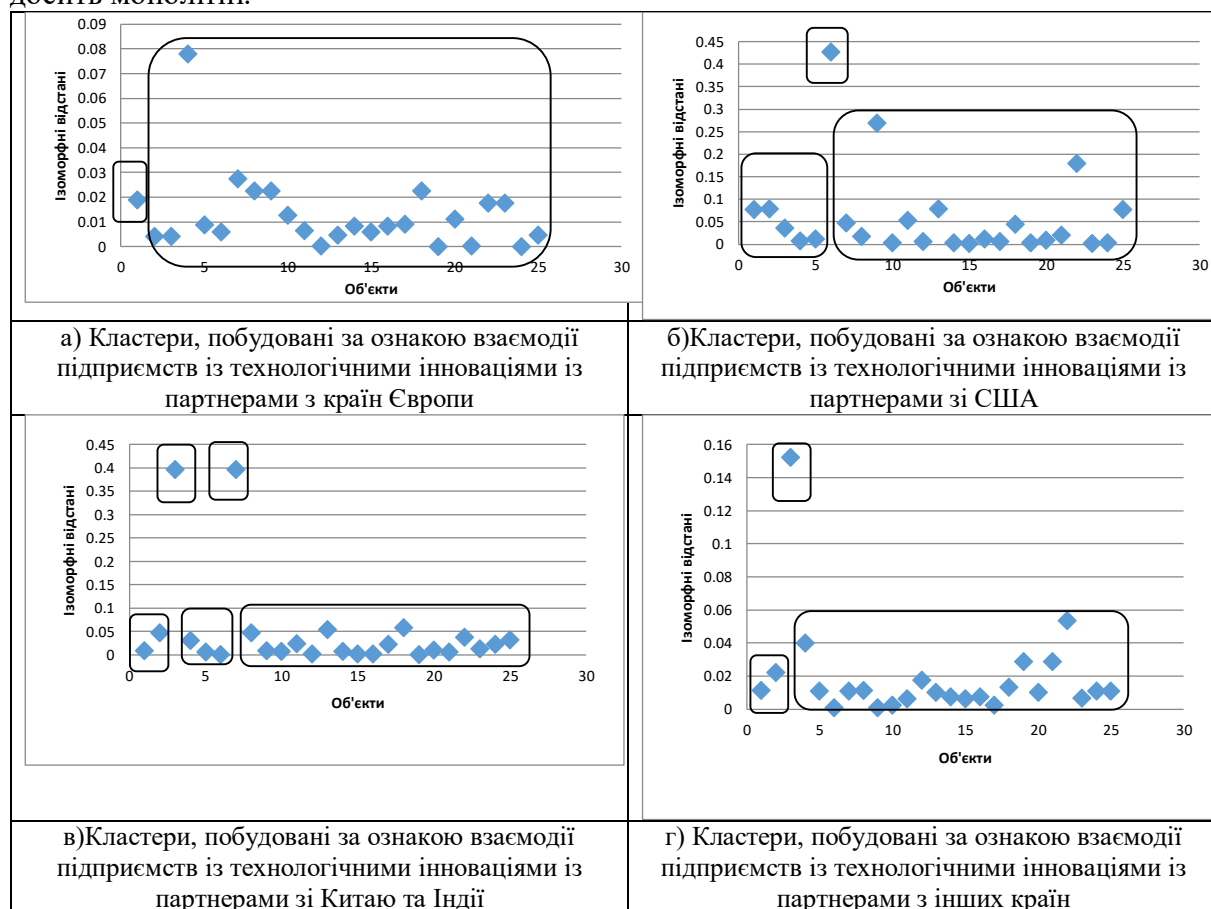 досить монолітні.
0.09
0.08
0.07
0.06
0.05
0.04
0.03
0.02
0.01
0
0 5 10 15 20 25 30
Ізоморфні відстані
Об'єкти
0.45
0.4
0.35
0.3
0.25
0.2
0.15
0.1
0.05
0
0 5 10 15 20 25 30
Ізоморфні відстані
Об'єкти
а) Кластери, побудовані за ознакою взаємодії
підприємств із технологічними інноваціями із
партнерами з країн Європи
б)Кластери, побудовані за ознакою взаємодії
підприємств із технологічними інноваціями із
партнерами зі США
0.45
0.4
0.35
0.3
0.25
0.2
0.15
0.1
0.05
0
0 5 10 15 20 25 30
Ізоморфні відстані
Об'єкти
0.16
0.14
0.12
0.1
0.08
0.06
0.04
0.02
0
0 5 10 15 20 25 30
Ізоморфні відстані
Об'єкти
в)Кластери, побудовані за ознакою взаємодії
підприємств із технологічними інноваціями із
партнерами зі Китаю та Індії
г) Кластери, побудовані за ознакою взаємодії
підприємств із технологічними інноваціями із
партнерами з інших країн